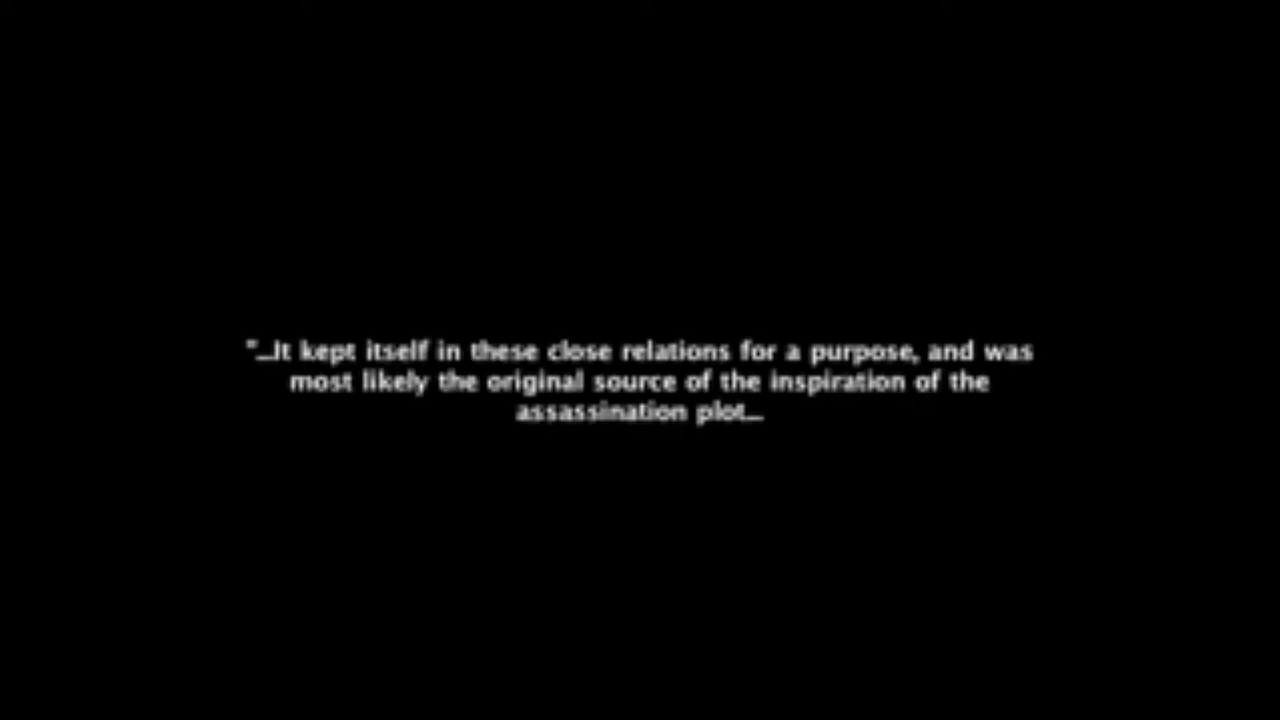 "...It kept itself in these close relations for a purpose, and was
most likely the original source of the inspiration of the
assassination plot...